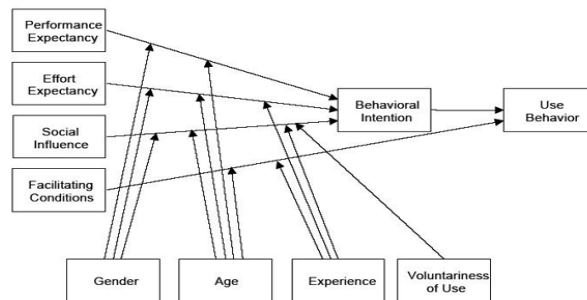 Performance
Expectancy
Effort
Expectancy
Social
Influence
Facilitating
Conditions
Behavioral
Intention
Use
Behavior
Gender
Age
Experience
Voluntariness
of Use